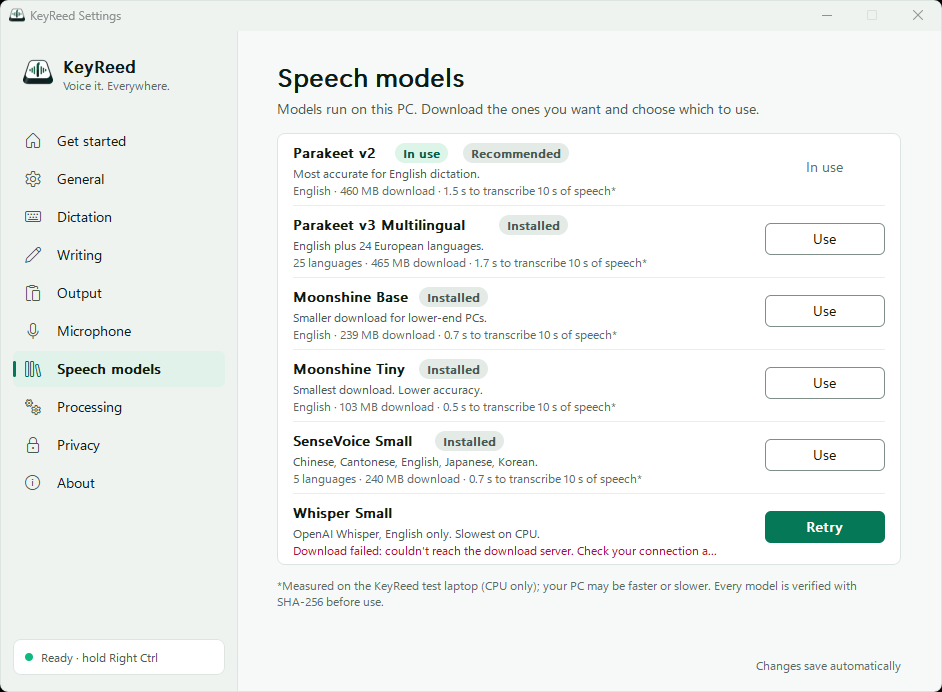 KeyReed Settings
KeyReed
Voice it. Everywhere.
Get started
General
Dictation
Writing
Output
Microphone
Speech models
Processing
Privacy
About
Ready · hold Right Ctrl
Speech models
Models run on this PC. Download the ones you want and choose which to use.
Parakeet v2 In use Recommended
Most accurate for English dictation.
English · 460 MB download · 1.5 s to transcribe 10 s of speech*
In use
Parakeet v3 Multilingual Installed
English plus 24 European languages.
25 languages · 465 MB download · 1.7 s to transcribe 10 s of speech*
Use
Moonshine Base Installed
Smaller download for lower-end PCs.
English · 239 MB download · 0.7 s to transcribe 10 s of speech*
Use
Moonshine Tiny Installed
Smallest download. Lower accuracy.
English · 103 MB download · 0.5 s to transcribe 10 s of speech*
Use
SenseVoice Small Installed
Chinese, Cantonese, English, Japanese, Korean.
5 languages · 240 MB download · 0.7 s to transcribe 10 s of speech*
Use
Whisper Small
OpenAI Whisper, English only. Slowest on CPU.
Download failed: couldn't reach the download server. Check your connection a...
Retry
*Measured on the KeyReed test laptop (CPU only); your PC may be faster or slower. Every model is verified with
SHA-256 before use.
Changes save automatically